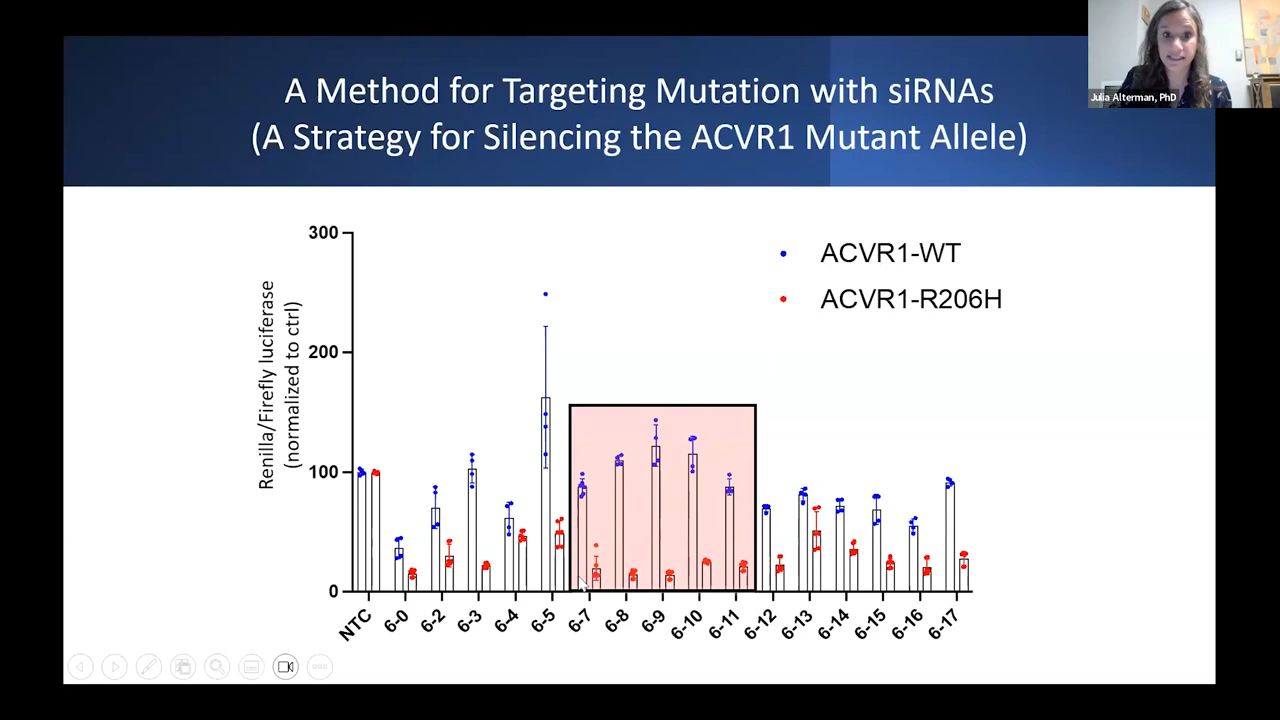 A Method for Targeting Mutation with siRNAs
(A Strategy for Silencing the ACVR1 Mutant Allele)
Julia Alterman, PhD
300
200
100
0
Renilla/Firefly luciferase
(normalized to ctrl)
ACVR1-WT
ACVR1-R206H
NTC
6-0
6-2
6-3
6-4
6-5
6-7
6-8
6-9
6-10
6-11
6-12
6-13
6-14
6-15
6-16
6-17